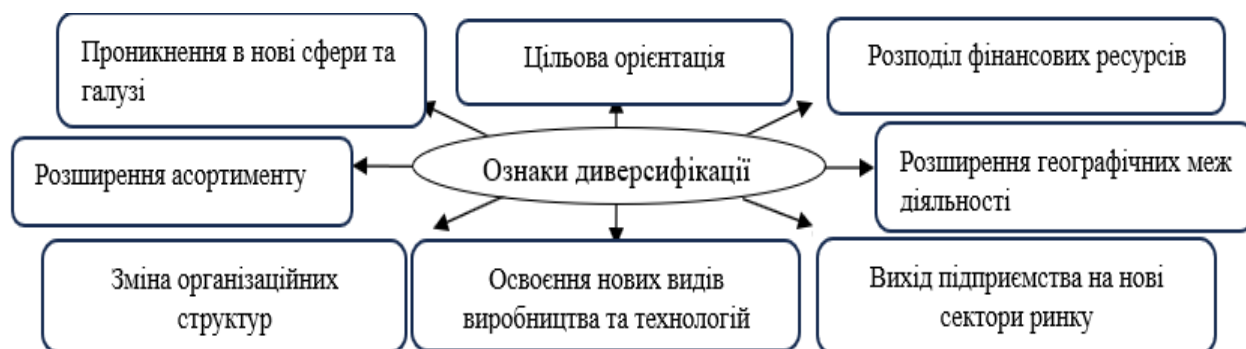 Проникнення в нові сфери та
галузі
Цільова орієнтація
Розподіл фінансових ресурсів
Ознаки диверсифікації
Розширення асортименту
Розширення географічних меж
діяльності
Зміна організаційних
структур
Освоєння нових видів
виробництва та технологій
Вихід підприємства на нові
сектори ринку